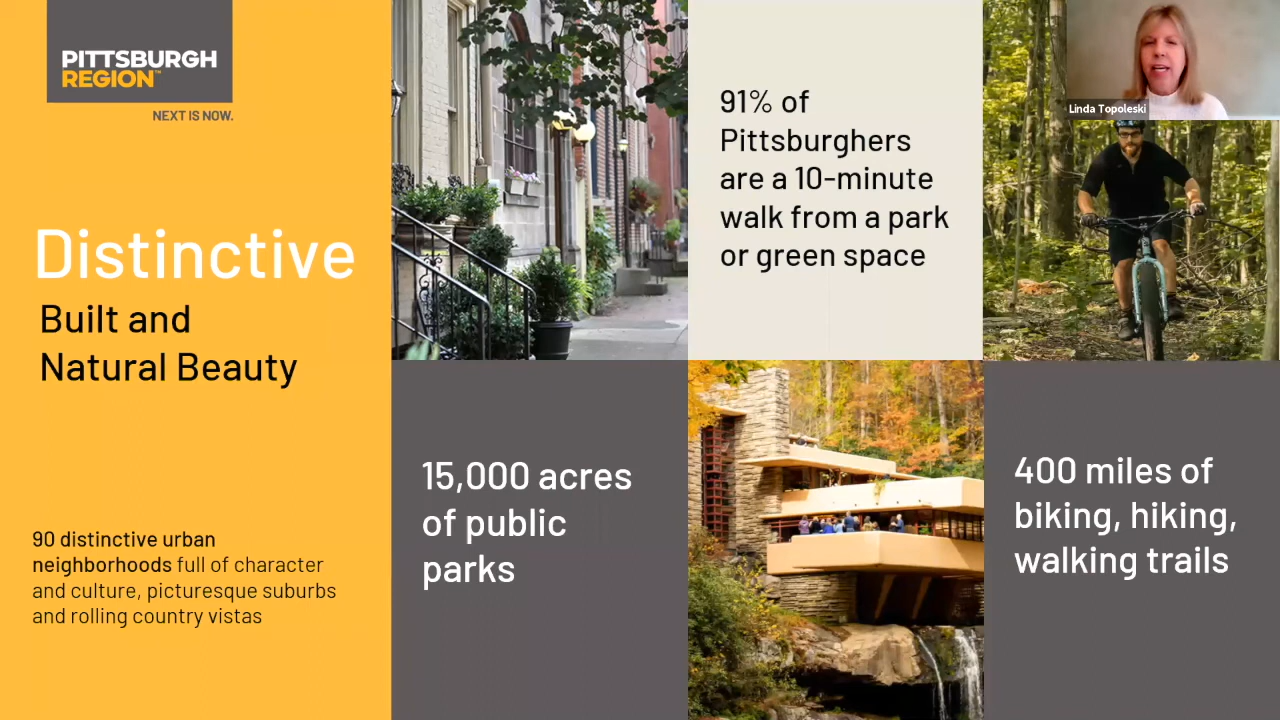 PITTSBURGH
REGION™
NEXT IS NOW.
Distinctive
Built and
Natural Beauty
90 distinctive urban
neighborhoods full of character
and culture, picturesque suburbs
and rolling country vistas
91% of
Pittsburghers
are a 10-minute
walk from a park
or green space
Linda Topoleski
15,000 acres
of public
parks
400 miles of
biking, hiking,
walking trails